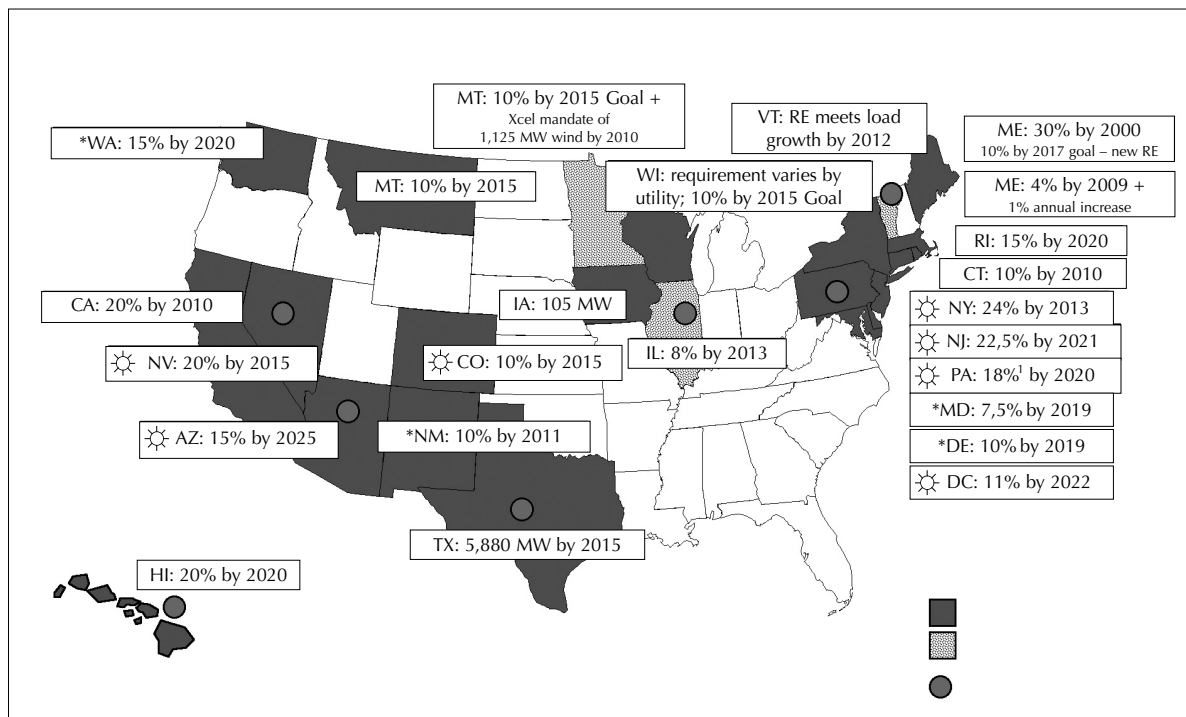 MT: 10% by 2015 Goal +
Xcel mandate of
1,125 MW wind by 2010
VT: RE meets load
growth by 2012
ME: 30% by 2000
10% by 2017 goal – new RE
*WA: 15% by 2020
MT: 10% by 2015
WI: requirement varies by
utility; 10% by 2015 Goal
ME: 4% by 2009 +
1% annual increase
RI: 15% by 2020
CT: 10% by 2010
CA: 20% by 2010
IA: 105 MW
NY: 24% by 2013
NV: 20% by 2015
CO: 10% by 2015
IL: 8% by 2013
NJ: 22,5% by 2021
PA: 18%¹ by 2020
*MD: 7,5% by 2019
AZ: 15% by 2025
*NM: 10% by 2011
*DE: 10% by 2019
DC: 11% by 2022
TX: 5,880 MW by 2015
HI: 20% by 2020